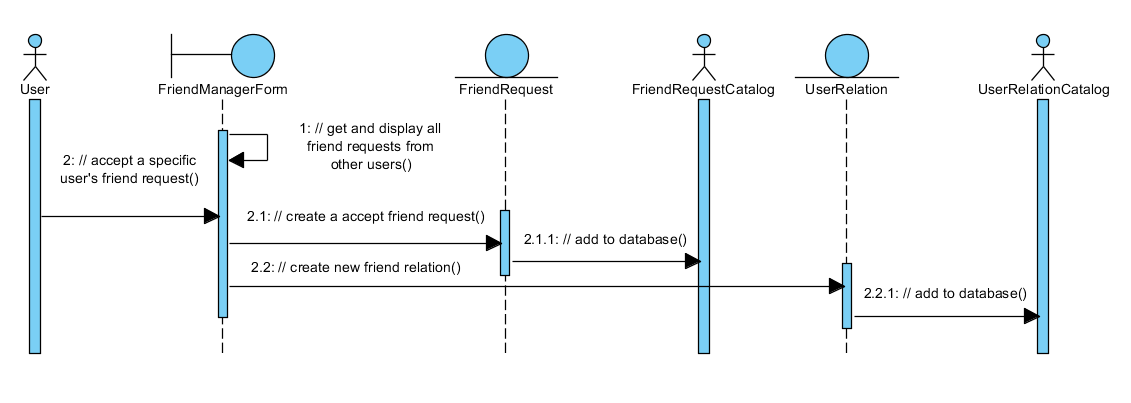 User
FriendManagerForm
FriendRequest
FriendRequestCatalog
UserRelation
UserRelationCatalog
1: // get and display all
friend requests from
other users()
2: // accept a specific
user's friend request()
2.1: // create a accept friend request()
2.1.1: // add to database()
2.2: // create new friend relation()
2.2.1: // add to database()